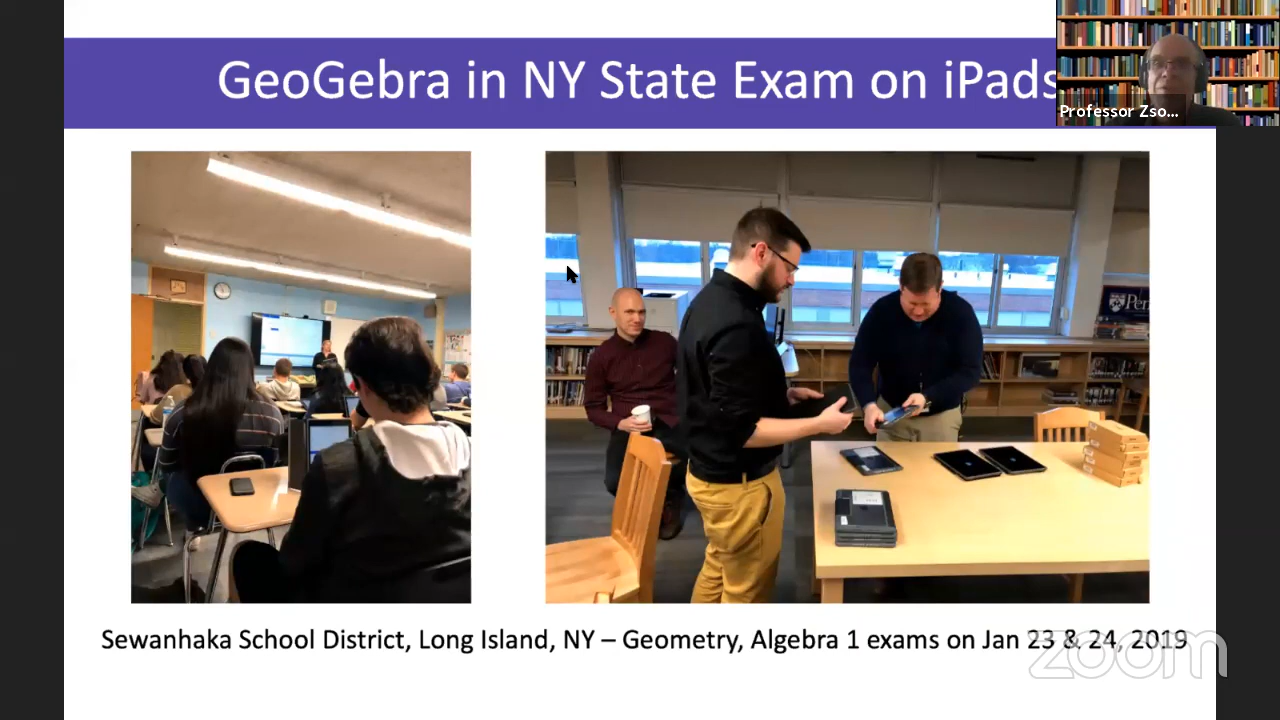 GeoGebra in NY State Exam on iPads
Professor Zso...
Sewanhaka School District, Long Island, NY – Geometry, Algebra 1 exams on Jan 23 & 24, 2019
zoom